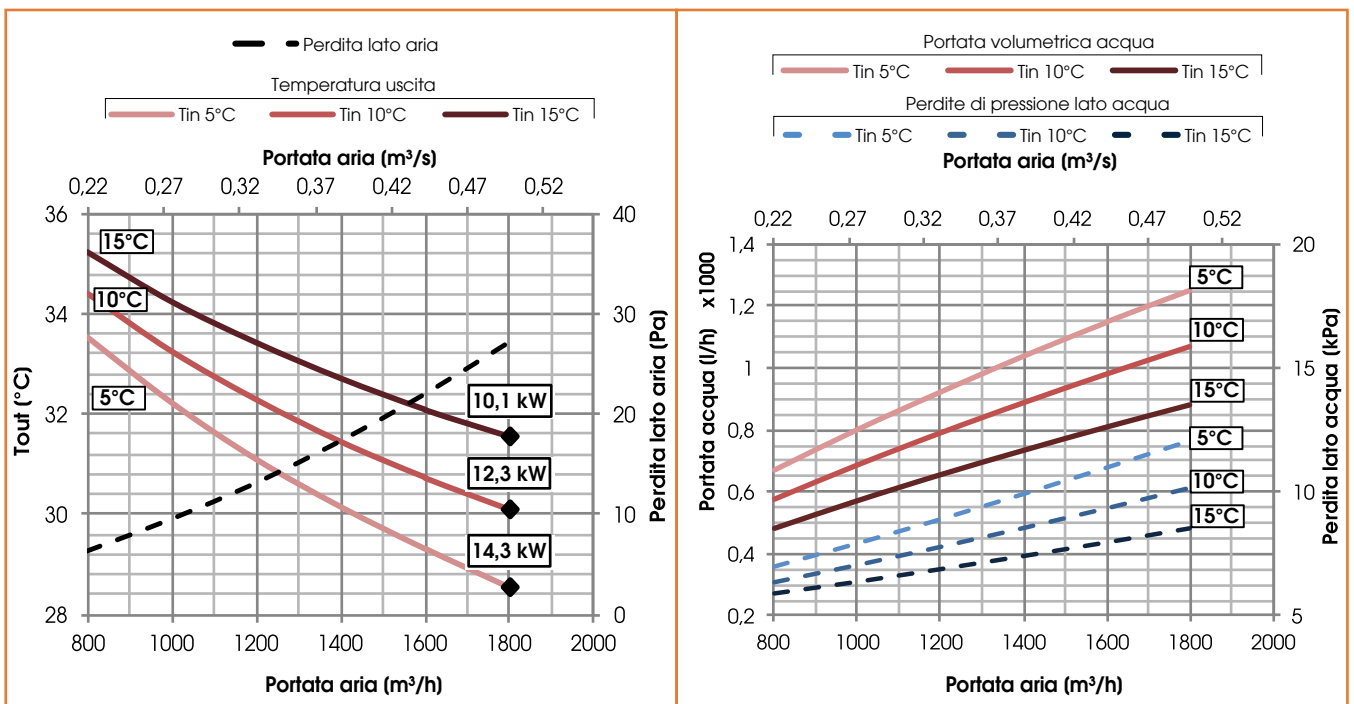 Perdita lato aria
Temperatura uscita
Tin 5°C Tin 10°C Tin 15°C
Portata aria (m³/s)
0,22 0,27 0,32 0,37 0,42 0,47 0,52
36 40
15°C
10°C
34 30
5°C
32 20
10,1 kW
12,3 kW
30 10
14,3 kW
28 0
Tout (°C)
Perdita lato aria (Pa)
800 1000 1200 1400 1600 1800 2000
Portata aria (m³/h)
Portata volumetrica acqua
Tin 5°C Tin 10°C Tin 15°C
Perdite di pressione lato acqua
Tin 5°C Tin 10°C Tin 15°C
Portata aria (m³/s)
0,22 0,27 0,32 0,37 0,42 0,47 0,52
1,4 20
5°C
1,2
10°C
1 15
15°C
0,8
5°C
0,6 10
10°C
15°C
0,4
0,2 5
Portata acqua (l/h) x1000
Perdita lato acqua (kPa)
800 1000 1200 1400 1600 1800 2000
Portata aria (m³/h)